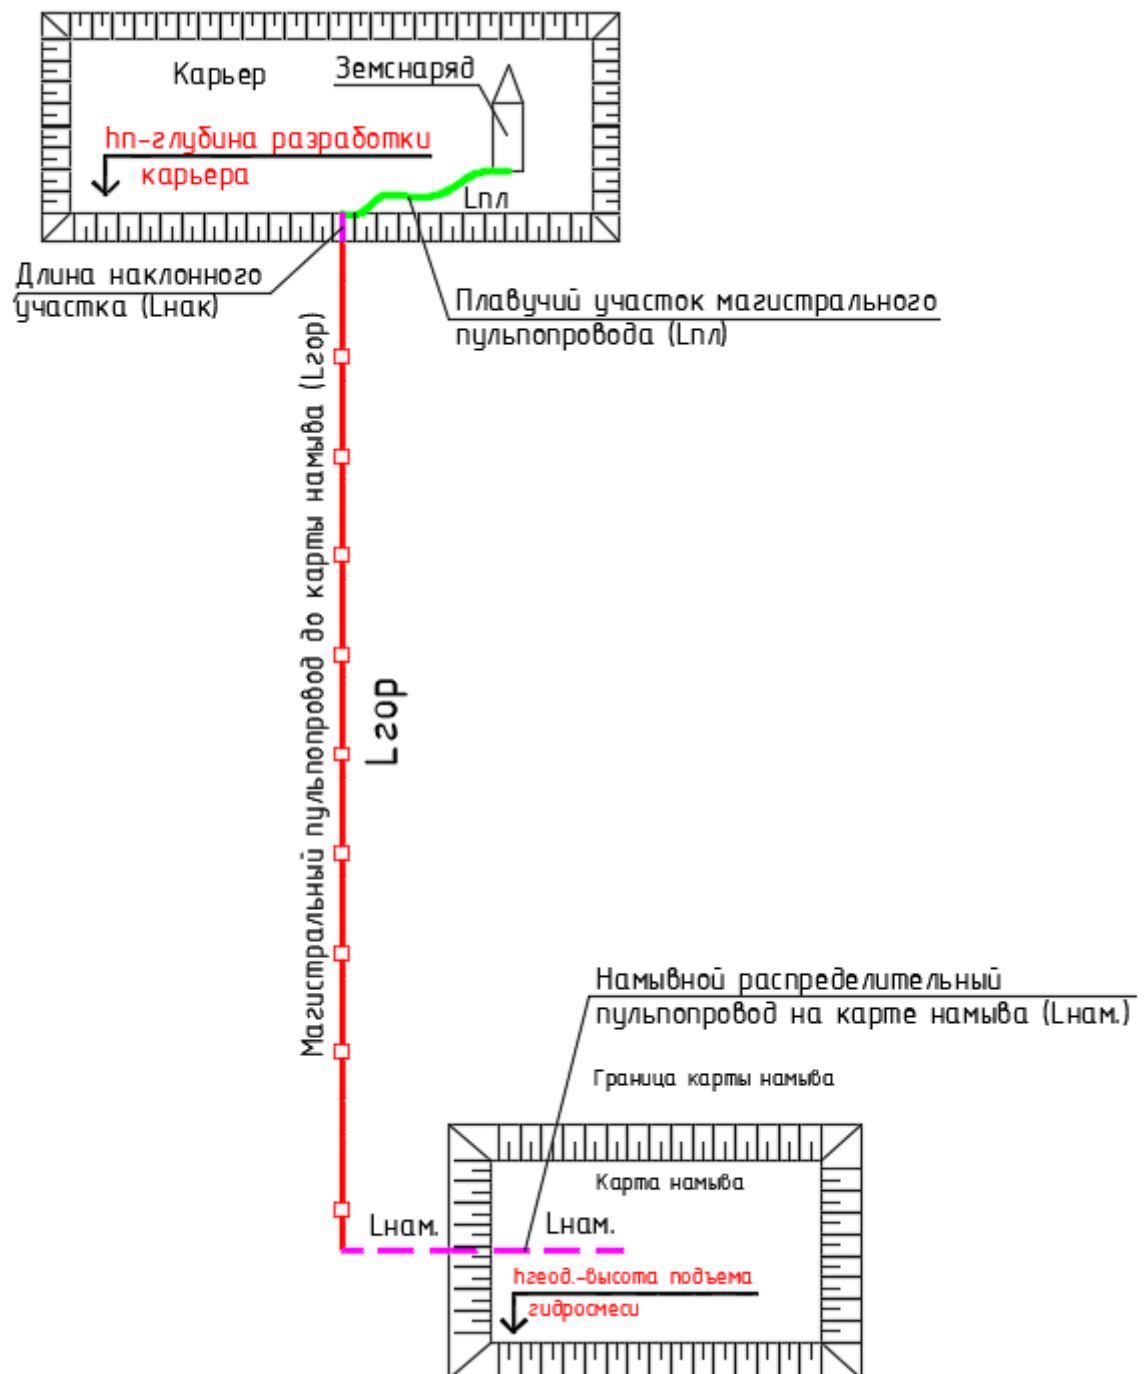 Карьер
Земснаряд
hп-глубина разработки
карьера
Lпл
Длина наклонного
участка (Lнак)
Плавучий участок магистрального
пульпопровода (Lпл)
Магистральный пульпопровод до карты намыва (Lгор)
Lгор
Намывной распределительный
пульпопровод на карте намыва (Lнам.)
Граница карты намыва
Карта намыва
Lнам.
Lнам.
hгеод.-высота подъема
гидросмеси